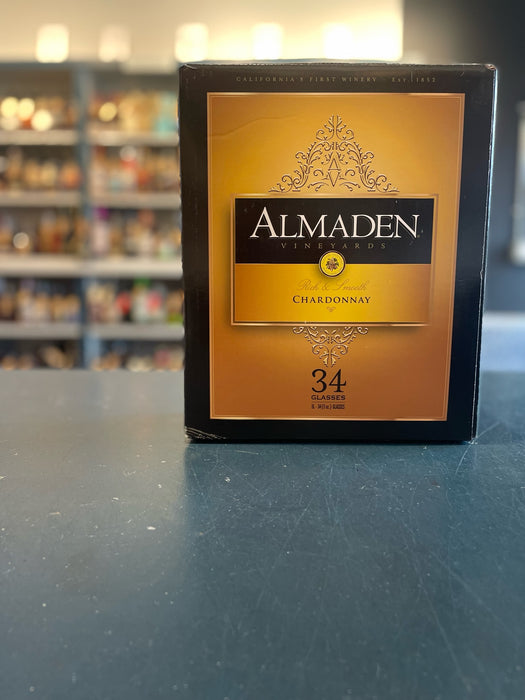 CALIFORNIA'S FIRST WINERY EST. 1852
ALMADEN
VINEYARDS
Rich & Smooth
CHARDONNAY
34
GLASSES